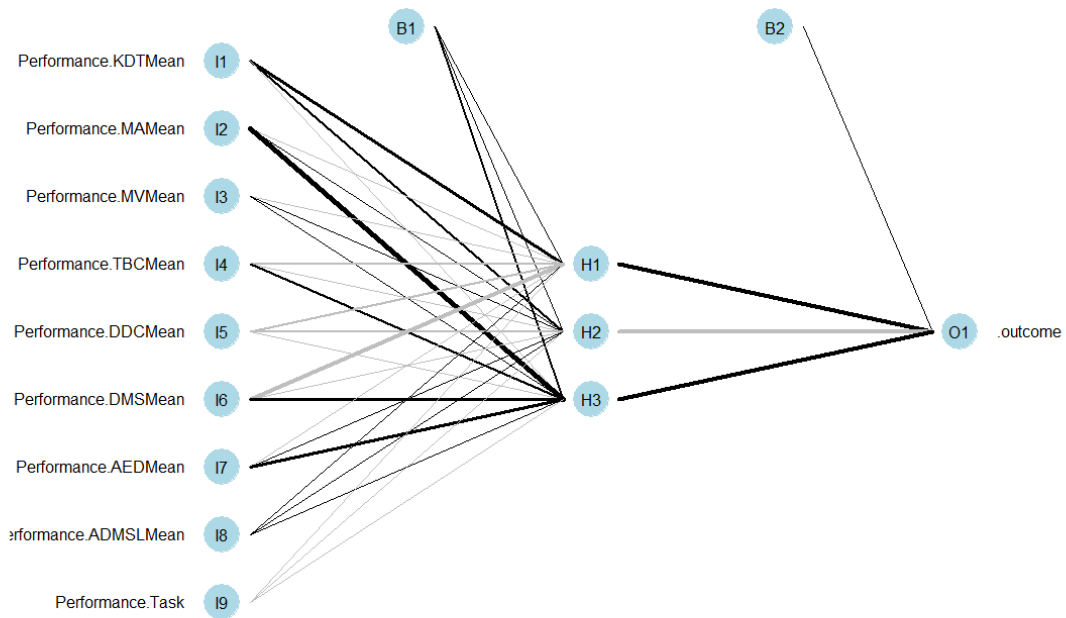 B1
B2
Performance.KDTMean I1
Performance.MAMean I2
Performance.MVMean I3
Performance.TBCMean I4 H1
Performance.DDCMean I5 H2 O1 .outcome
Performance.DMSMean I6 H3
Performance.AEDMean I7
erformance.ADMSLMean I8
Performance.Task I9